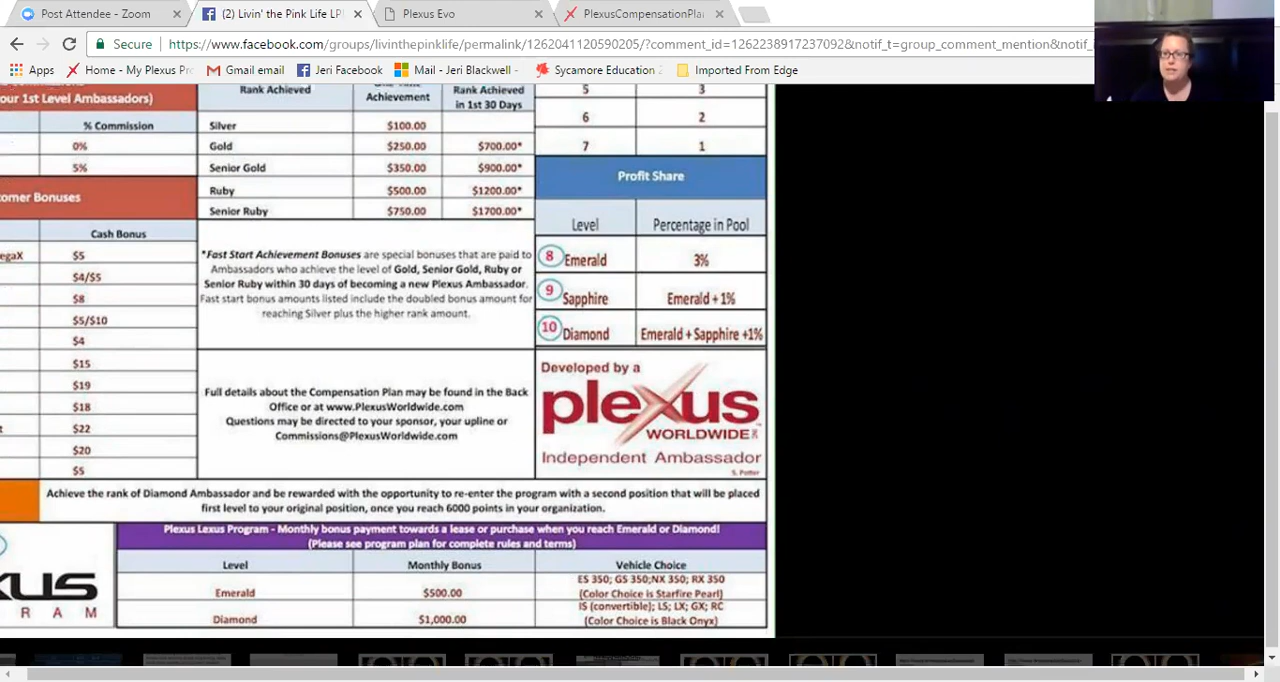 Post Attendee - Zoom
(2) Livin' the Pink Life LP
Plexus Evo
PlexusCompensationPla
Secure
https://www.facebook.com/groups/livinthepinklife/permalink/1262041120590205/?comment_id=1262238917237092&notif_t=group_comment_mention&notif_i
Apps
Home - My Plexus Pr
Gmail email
Jeri Facebook
Mail - Jeri
Sycamore Education
Imported From Edge
our 1st Level Ambassadors)
% Commission
0%
5%
tomer Bonuses
Cash Bonus
egaX $5
$4/$5
$8
$5/$10
$4
$15
$19
$18
t $22
$20
$5
Rank Achieved
Achievement
Rank Achieved
in 1st 30 Days
Silver $100.00
Gold $250.00 $700.00*
Senior Gold $350.00 $900.00*
Ruby $500.00 $1200.00*
Senior Ruby $750.00 $1700.00*
*Fast Start Achievement Bonuses are special bonuses that are paid to
Ambassadors who achieve the level of Gold, Senior Gold, Ruby or
Senior Ruby within 30 days of becoming a new Plexus Ambassador.
Fast start bonus amounts listed include the doubled bonus amount for
reaching Silver plus the higher rank amount.
Full details about the Compensation Plan may be found in the Back
Office or at www.PlexusWorldwide.com
Questions may be directed to your sponsor, your upline or
Commissions@PlexusWorldwide.com
5 3
6 2
7 1
Profit Share
Level Percentage in Pool
8 Emerald 3%
9 Sapphire Emerald + 1%
10 Diamond Emerald + Sapphire +1%
Developed by a
plexus
WORLDWIDE
Independent Ambassador
S. Potter
Achieve the rank of Diamond Ambassador and be rewarded with the opportunity to re-enter the program with a second position that will be placed
first level to your original position, once you reach 6000 points in your organization.
Plexus Lexus Program - Monthly bonus payment towards a lease or purchase when you reach Emerald or Diamond!
(Please see program plan for complete rules and terms)
Level Monthly Bonus Vehicle Choice
Emerald $500.00 ES 350; GS 350;NX 350; RX 350
(Color Choice is Starfire Pearl)
Diamond $1,000.00 IS (convertible); LS; LX; GX; RC
(Color Choice is Black Onyx)
XUS
R A M